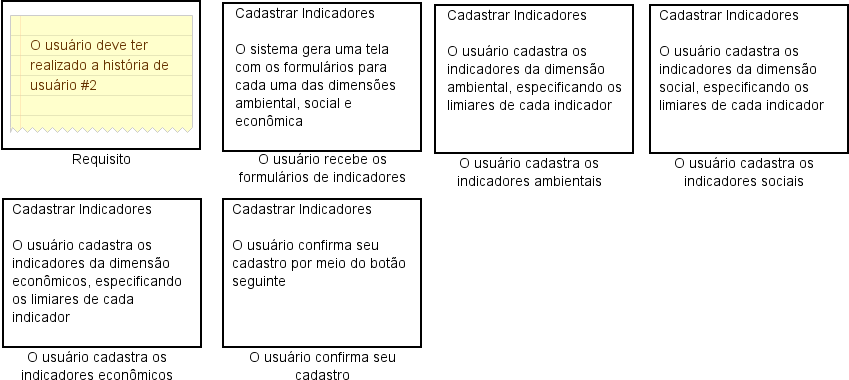 O usuário deve ter
realizado a história de
usuário #2
Requisito
Cadastrar Indicadores
O sistema gera uma tela
com os formulários para
cada uma das dimensões
ambiental, social e
econômica
O usuário recebe os
formulários de indicadores
Cadastrar Indicadores
O usuário cadastra os
indicadores da dimensão
ambiental, especificando os
limiares de cada indicador
O usuário cadastra os
indicadores ambientais
Cadastrar Indicadores
O usuário cadastra os
indicadores da dimensão
social, especificando os
limiares de cada indicador
O usuário cadastra os
indicadores sociais
Cadastrar Indicadores
O usuário cadastra os
indicadores da dimensão
econômicos, especificando
os limiares de cada
indicador
O usuário cadastra os
indicadores econômicos
Cadastrar Indicadores
O usuário confirma seu
cadastro por meio do botão
seguinte
O usuário confirma seu
cadastro